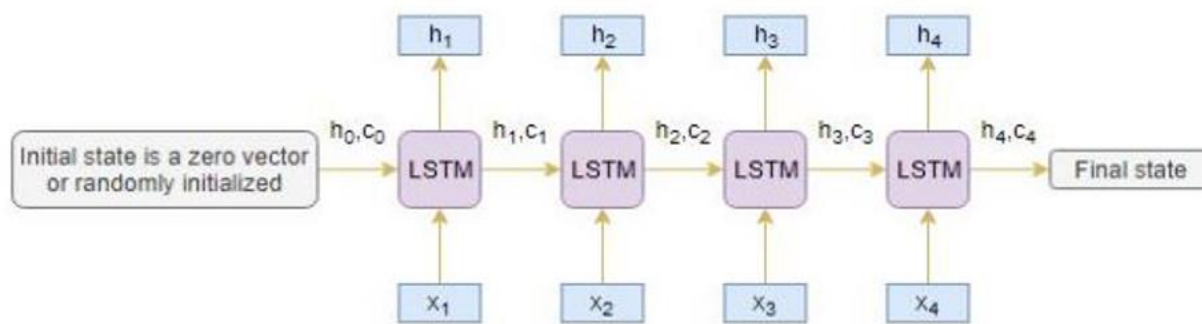 h₁ h₂ h₃ h₄
h₀,c₀ h₁,c₁ h₂,c₂ h₃,c₃ h₄,c₄
Initial state is a zero vector
or randomly initialized
LSTM LSTM LSTM LSTM
Final state
x₁ x₂ x₃ x₄